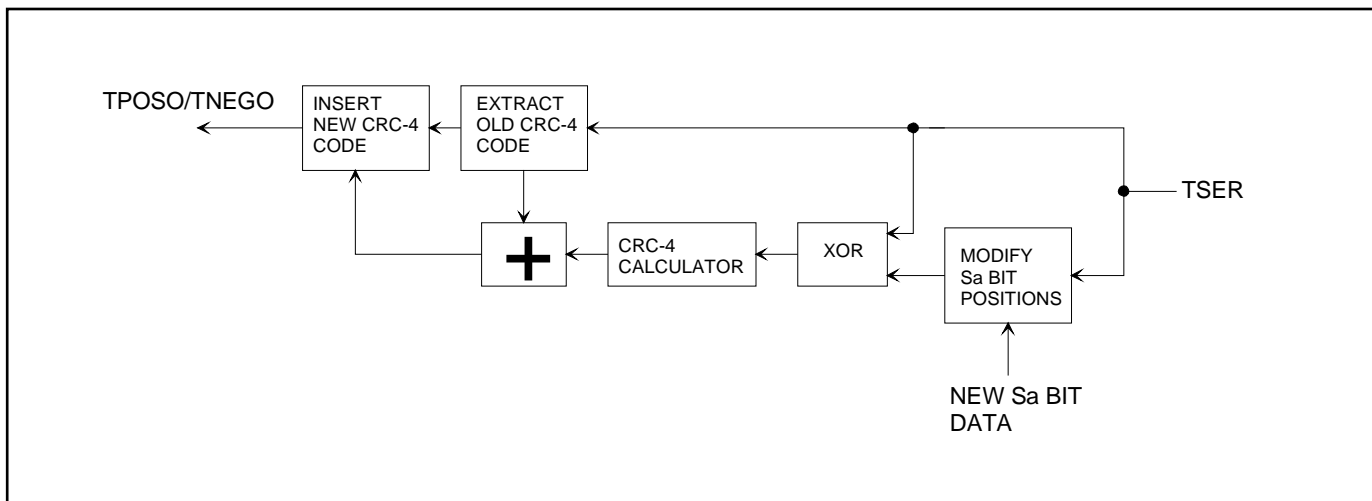 TPOSO/TNEGO
INSERT
NEW CRC-4
CODE
EXTRACT
OLD CRC-4
CODE
TSER
+
CRC-4
CALCULATOR
XOR
MODIFY
Sa BIT
POSITIONS
NEW Sa BIT
DATA